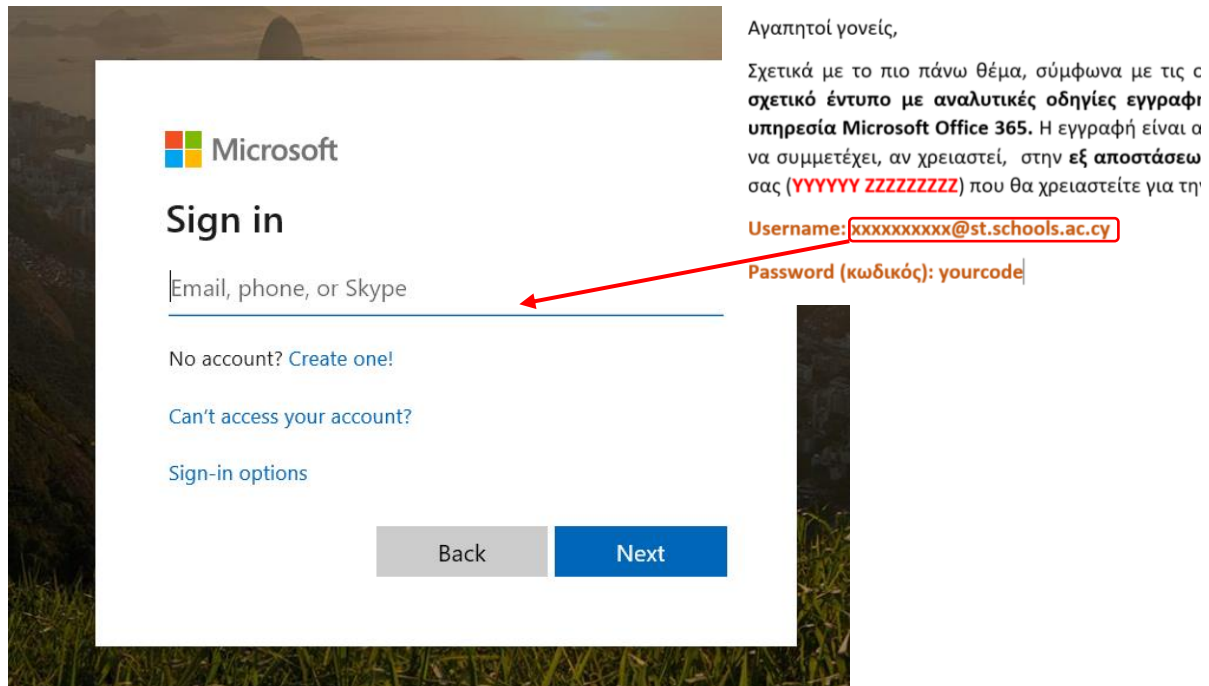 Microsoft
Sign in
Email, phone, or Skype
No account? Create one!
Can't access your account?
Sign-in options
Back Next
Αγαπητοί γονείς,
Σχετικά με το πιο πάνω θέμα, σύμφωνα με τις
σχετικό έντυπο με αναλυτικές οδηγίες
υπηρεσία Microsoft Office 365. Η εγγραφή είναι
να συμμετέχει, αν χρειαστεί, στην εξ
σας (YYYYYY ZZZZZZZZZ) που θα χρειαστείτε για
Username: xxxxxxxxxx@st.schools.ac.cy
Password (κωδικός): yourcode